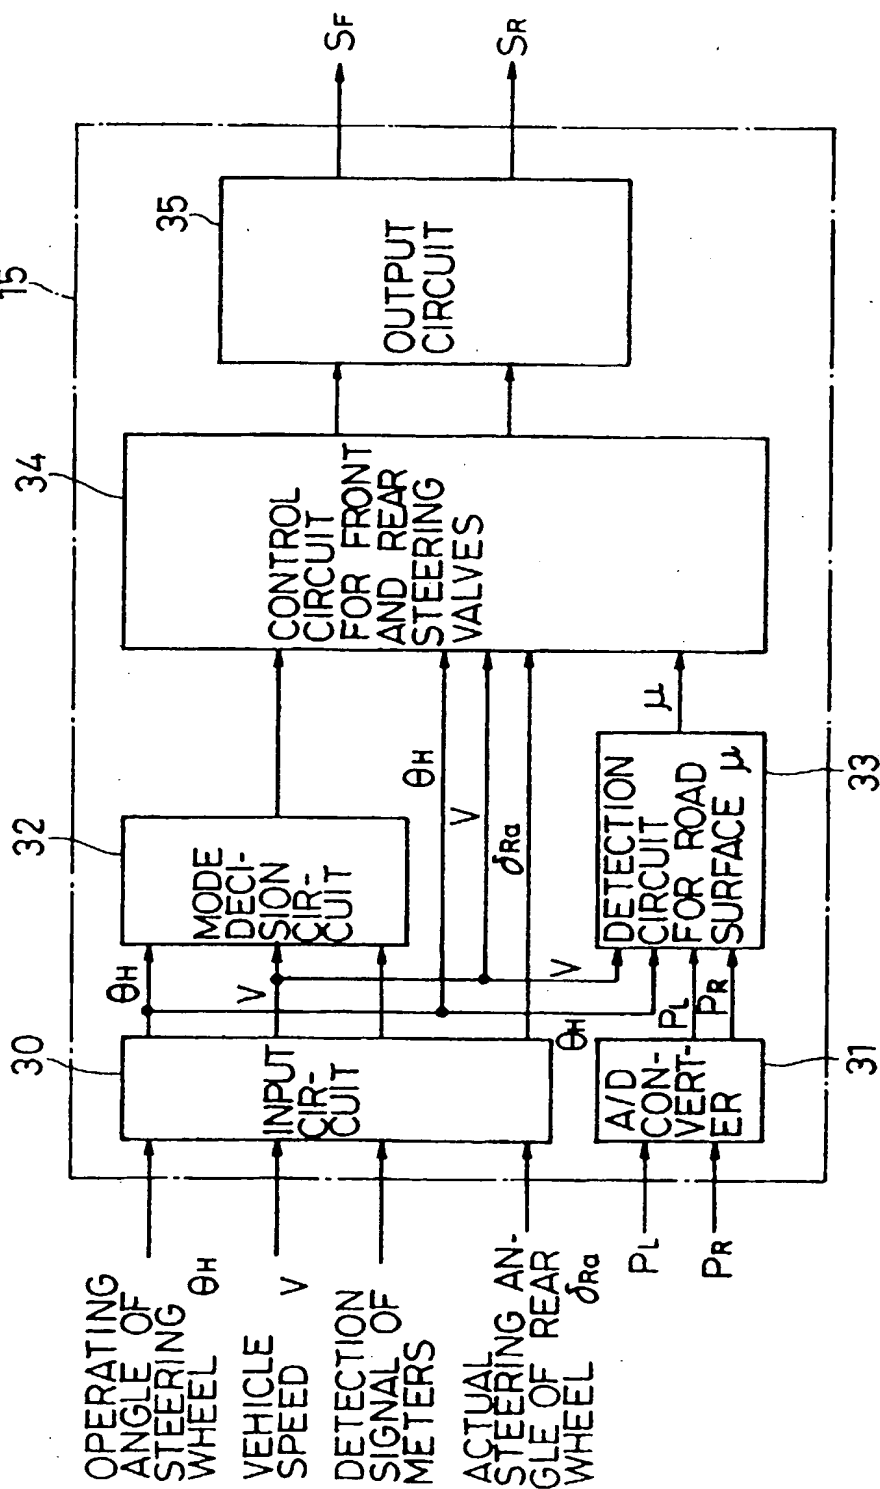 15
30
32
34
35
OPERATING
ANGLE OF
STEERING
WHEEL θH
VEHICLE
SPEED V
DETECTION
SIGNAL OF
METERS
ACTUAL
STEERING AN-
GLE OF REAR
WHEEL δRa
PL
PR
INPUT
CIR-
CUIT
A/D
CON-
VERT-
ER
31
θH
V
θH
V
PL
PR
MODE
DECI-
SION
CIR-
CUIT
θH
V
δRa
DETECTION
CIRCUIT
FOR ROAD
SURFACE μ
33
μ
CONTROL
CIRCUIT
FOR FRONT
AND REAR
STEERING
VALVES
OUTPUT
CIRCUIT
SF
SR